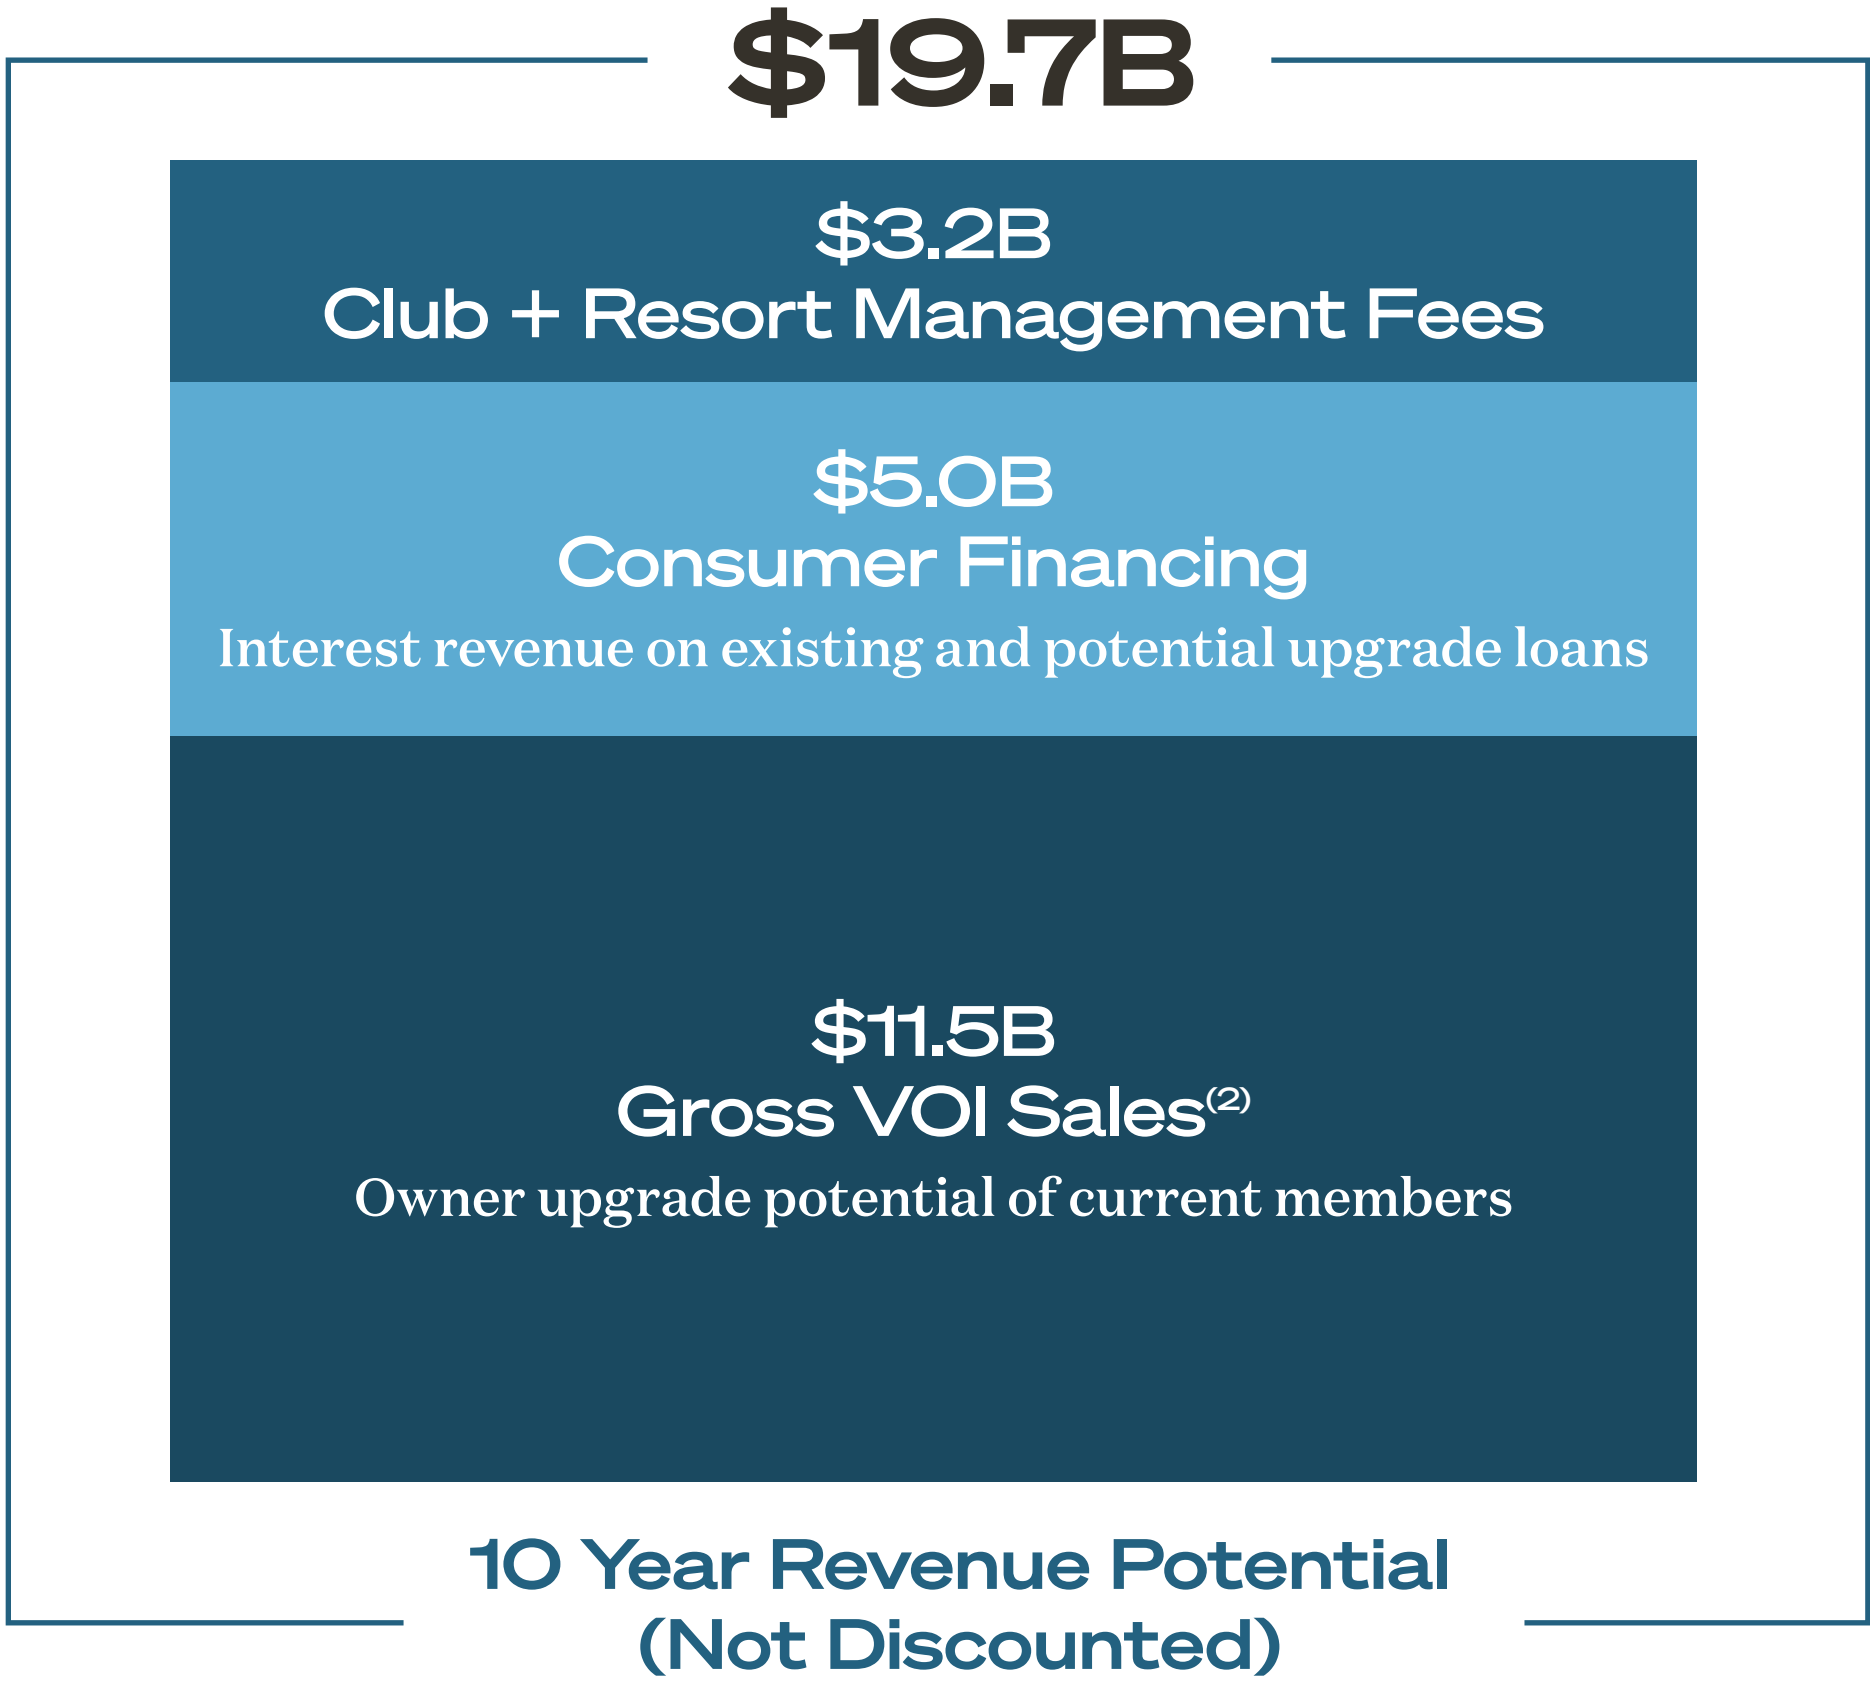 $19.7B
$3.2B
Club + Resort Management Fees
$5.0B
Consumer Financing
Interest revenue on existing and potential upgrade loans
$11.5B
Gross VOI Sales(2)
Owner upgrade potential of current members
10 Year Revenue Potential
(Not Discounted)